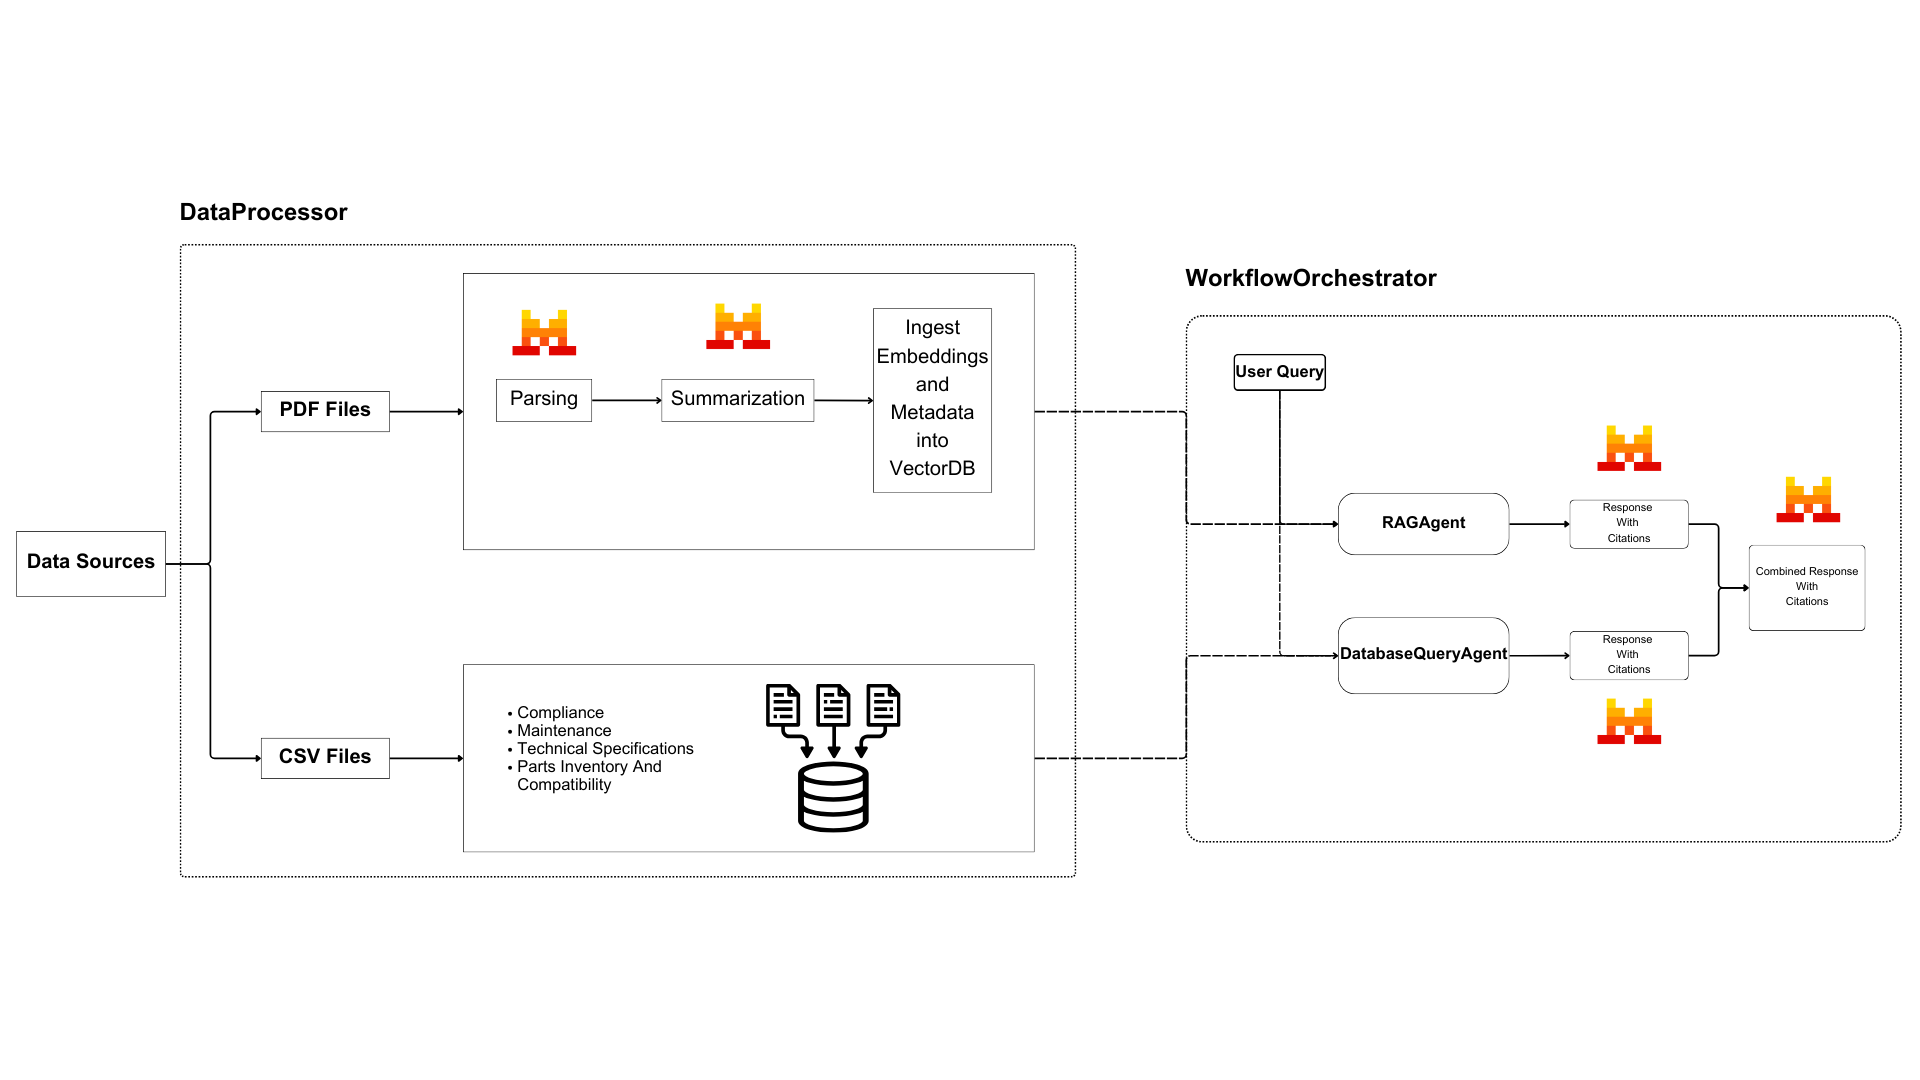 DataProcessor
WorkflowOrchestrator
Data Sources
PDF Files
CSV Files
Parsing
Summarization
Ingest
Embeddings
and
Metadata
into
VectorDB
• Compliance
• Maintenance
• Technical Specifications
• Parts Inventory And
Compatibility
User Query
RAGAgent
Response
With
Citations
DatabaseQueryAgent
Response
With
Citations
Combined Response
With
Citations